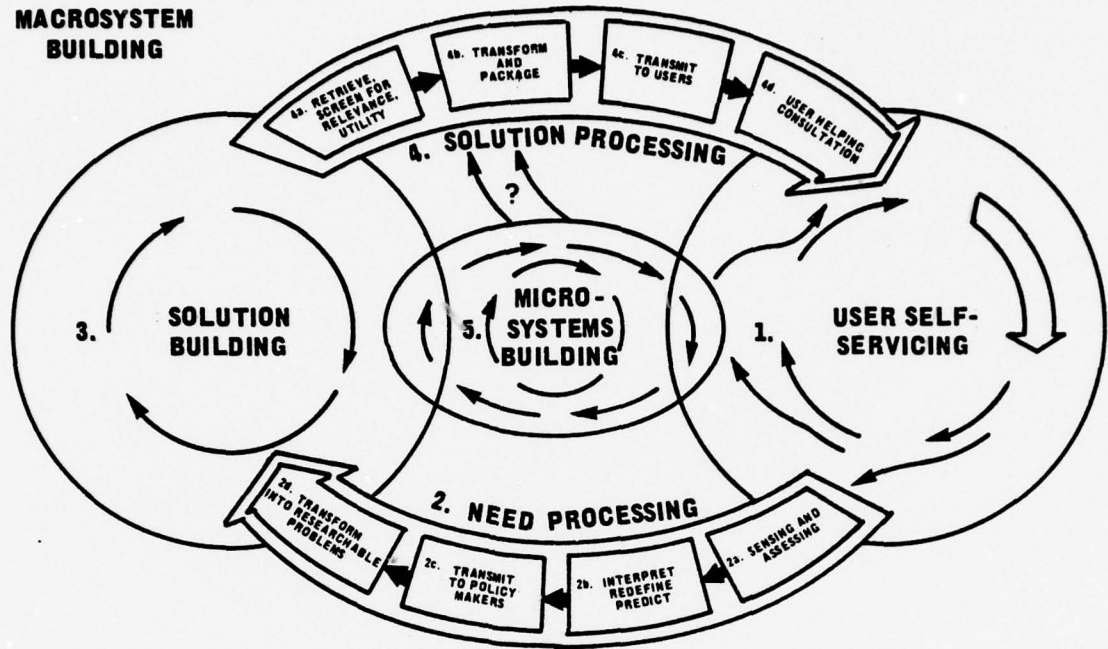 MACROSYSTEM
BUILDING
4a. RETRIEVE,
SCREEN FOR
RELEVANCE,
UTILITY
4b. TRANSFORM
AND
PACKAGE
4c. TRANSMIT
TO USERS
4d. USER HELPING
CONSULTATION
4. SOLUTION PROCESSING
?
3.
SOLUTION
BUILDING
5.
MICRO-
SYSTEMS
BUILDING
1.
USER SELF-
SERVICING
2. NEED PROCESSING
2d. TRANSFORM
INTO RESEARCHABLE
PROBLEMS
2c. TRANSMIT
TO POLICY
MAKERS
2b. INTERPRET
REDEFINE
PREDICT
2a. SENSING AND
ASSESSING